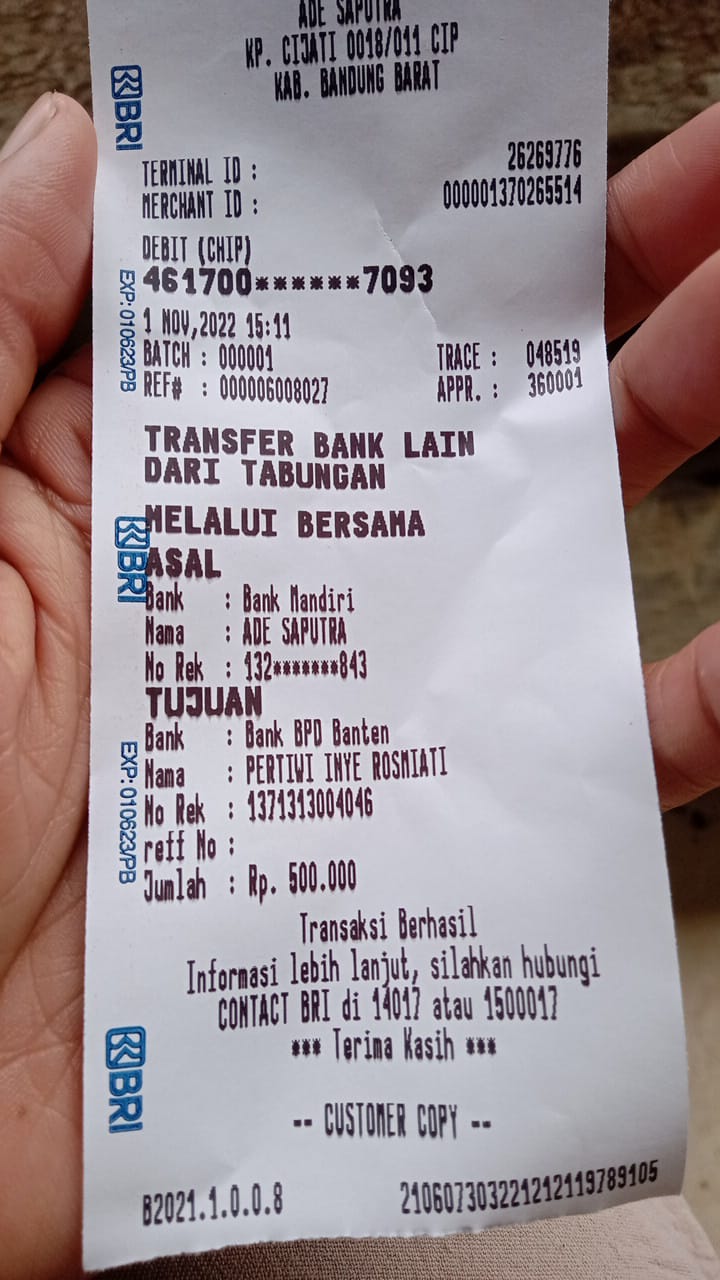 ADE SAPUTRA
KP. CIJATI 0018/011 CIP
KAB. BANDUNG BARAT
BRI
TERMINAL ID : 26269776
MERCHANT ID : 000001370265514
DEBIT (CHIP)
461700******7093
EXP: 010623/PB
1 NOV,2022 15:11
BATCH : 000001 TRACE : 048519
REF# : 000006008027 APPR. : 360001
TRANSFER BANK LAIN
DARI TABUNGAN
MELALUI BERSAMA
BRI
ASAL
Bank : Bank Mandiri
Nama : ADE SAPUTRA
No Rek : 132*******843
TUJUAN
Bank : Bank BPD Banten
Nama : PERTIWI INYE ROSMIATI
No Rek : 1371313004046
EXP: 010623/PB
reff No :
Jumlah : Rp. 500.000
Transaksi Berhasil
Informasi lebih lanjut, silahkan hubungi
CONTACT BRI di 14017 atau 1500017
*** Terima Kasih ***
BRI
-- CUSTOMER COPY --
B2021.1.0.0.8 210607303221212119789105